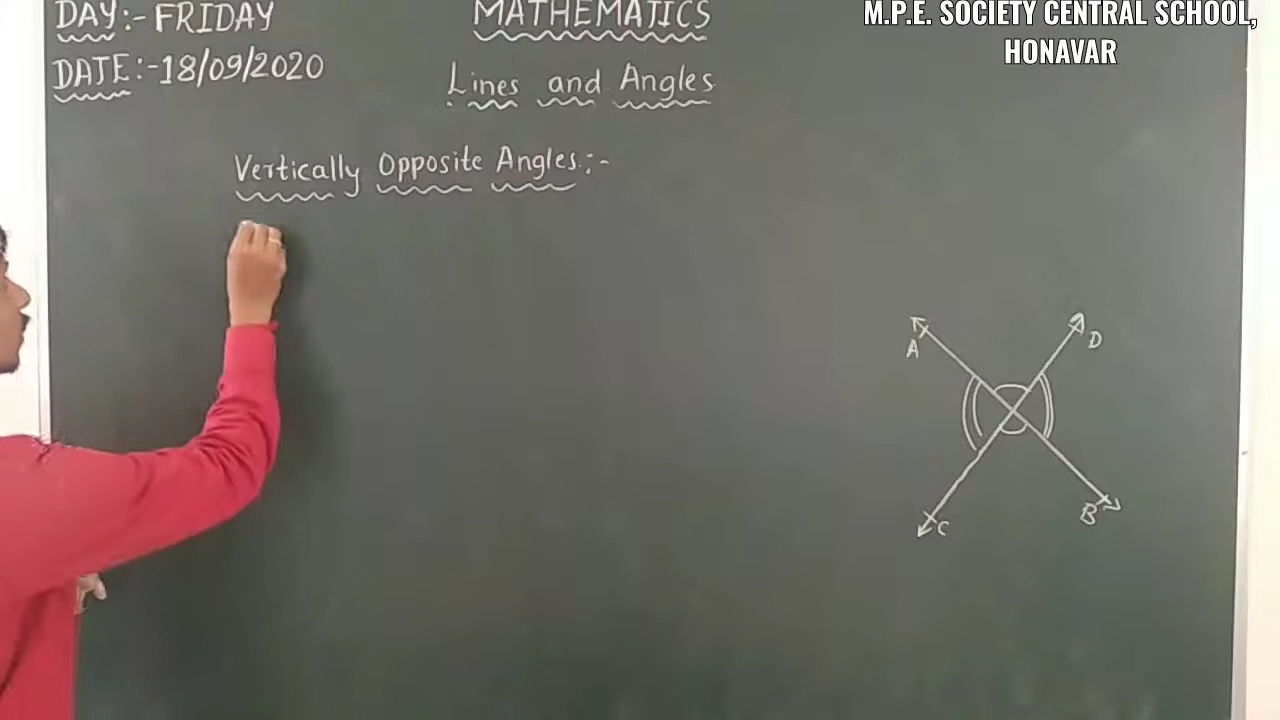 DAY:- FRIDAY
DATE:-18/09/2020
MATHEMATICS
Lines and Angles
M.P.E. SOCIETY CENTRAL SCHOOL,
HONAVAR
Vertically Opposite Angles:-
A
D
C
B